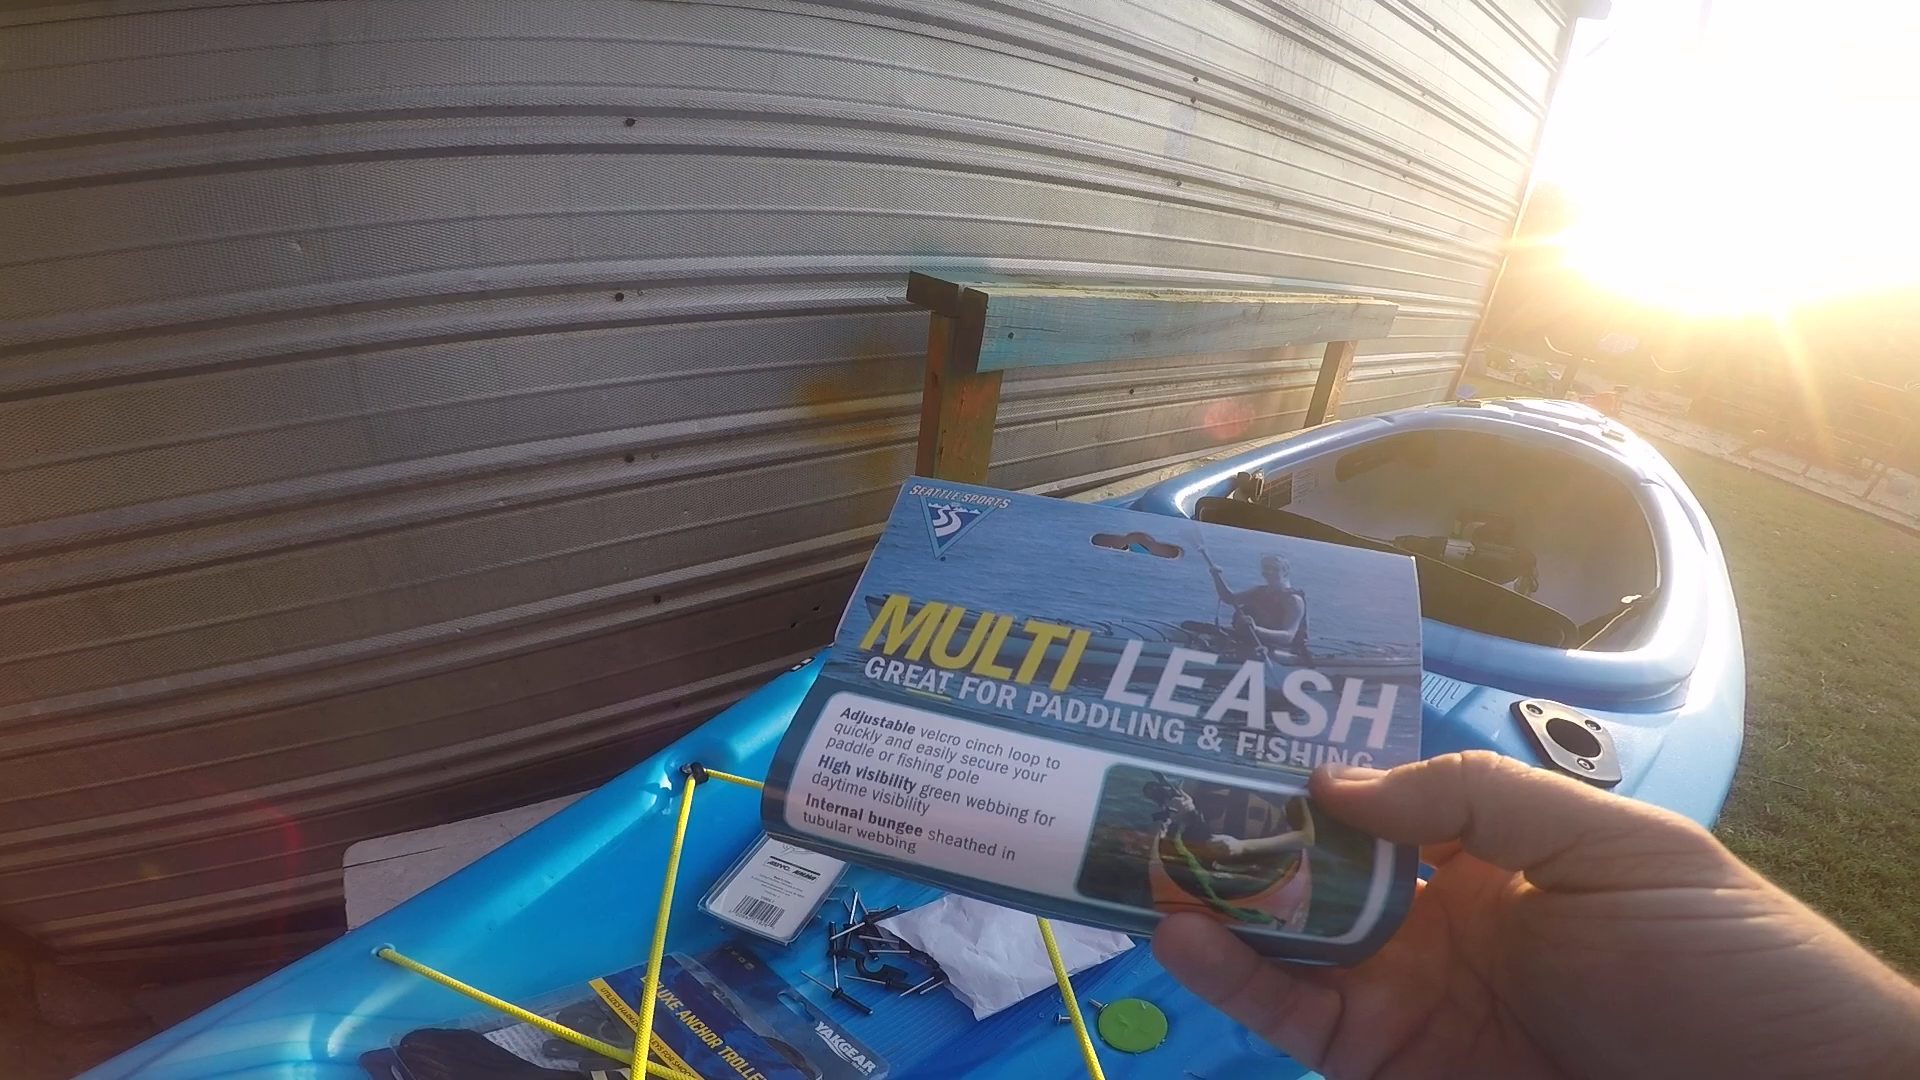 SEATTLE SPORTS
MULTI LEASH
GREAT FOR PADDLING & FISHING
Adjustable velcro cinch loop to
quickly and easily secure your
paddle or fishing pole
High visibility green webbing for
daytime visibility
Internal bungee sheathed in
tubular webbing
DELUXE ANCHOR TROLLEY
YAKGEAR